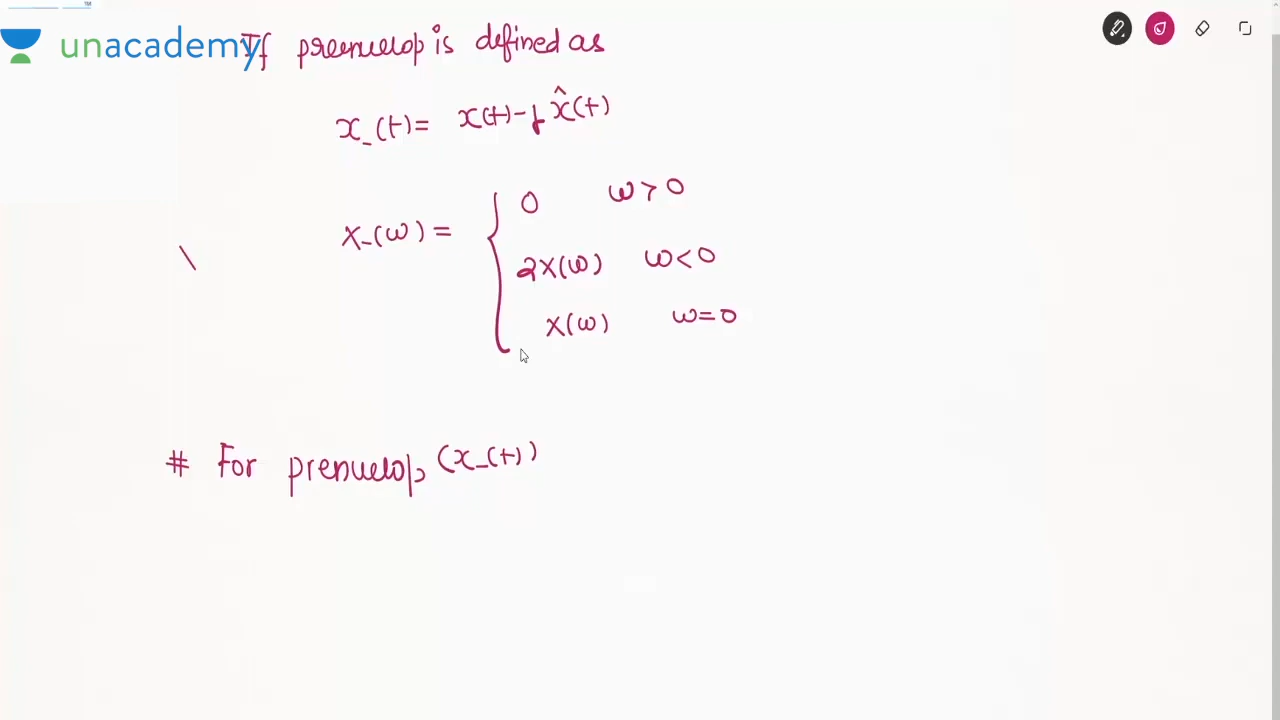 unacademy
If preenvelop is defined as
x_(t) = x(t) - j x̂(t)
X_(ω) = { 0 ω > 0
2X(ω) ω < 0
X(ω) ω = 0
# For prenvelop (x_(t))